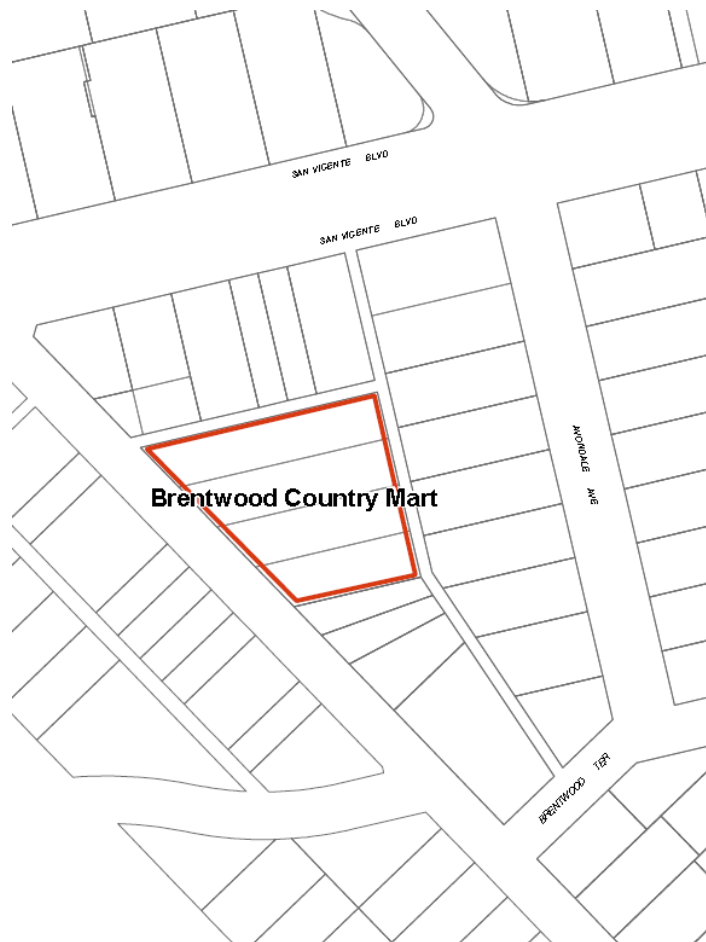 SAN VICENTE BLVD
SAN VICENTE BLVD
AVONDALE AVE
Brentwood Country Mart
BRENTWOOD TER